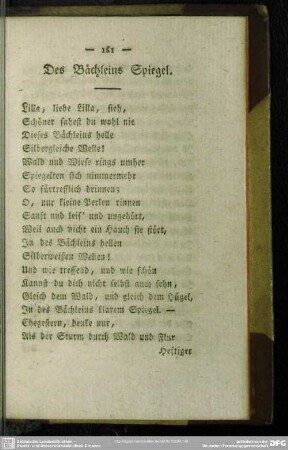 — 161 —
Des Bächleins Spiegel.
Lilla, liebe Lilla, sieh,
Schöner sahst du wohl nie
Dieses Bächleins helle
Silbergleiche Welle!
Wald und Wiese rings umher
Spiegelten sich nimmermehr
So fürtrefflich drinnen;
O, nur kleine Perlen rinnen
Sanft und leis' und ungehört,
Weil auch nicht ein Hauch sie stört,
In des Bächleins hellen
Silberweißen Wellen!
Und wie treffend, und wie schön
Kannst du dich nicht selbst auch sehn,
Gleich dem Wald, und gleich dem Hügel,
In des Bächleins klarem Spiegel. —
Ehegestern, denke nur,
Als der Sturm durch Wald und Flur
Heftiger
DFG